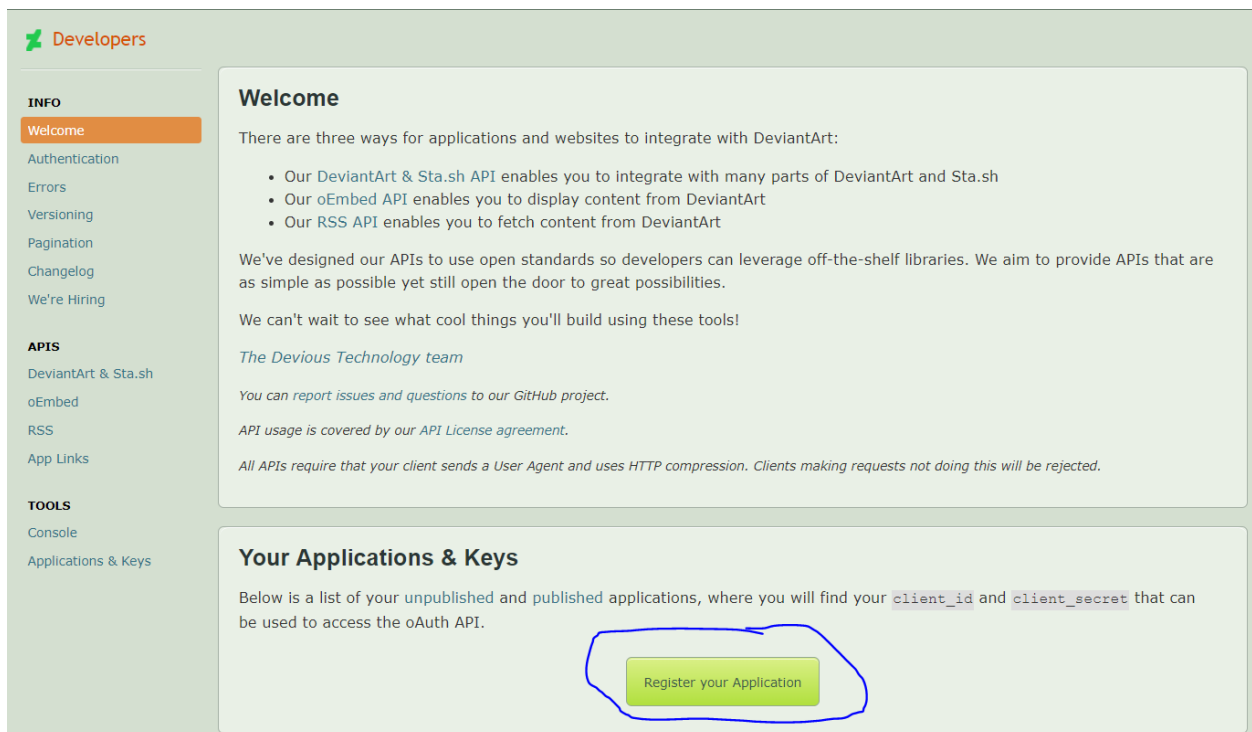 Developers
INFO
Welcome
Authentication
Errors
Versioning
Pagination
Changelog
We're Hiring
APIS
DeviantArt & Sta.sh
oEmbed
RSS
App Links
TOOLS
Console
Applications & Keys
Welcome
There are three ways for applications and websites to integrate with DeviantArt:
• Our DeviantArt & Sta.sh API enables you to integrate with many parts of DeviantArt and Sta.sh
• Our oEmbed API enables you to display content from DeviantArt
• Our RSS API enables you to fetch content from DeviantArt
We've designed our APIs to use open standards so developers can leverage off-the-shelf libraries. We aim to provide APIs that are
as simple as possible yet still open the door to great possibilities.
We can't wait to see what cool things you'll build using these tools!
The Devious Technology team
You can report issues and questions to our GitHub project.
API usage is covered by our API License agreement.
All APIs require that your client sends a User Agent and uses HTTP compression. Clients making requests not doing this will be rejected.
Your Applications & Keys
Below is a list of your unpublished and published applications, where you will find your client_id and client_secret that can
be used to access the oAuth API.
Register your Application